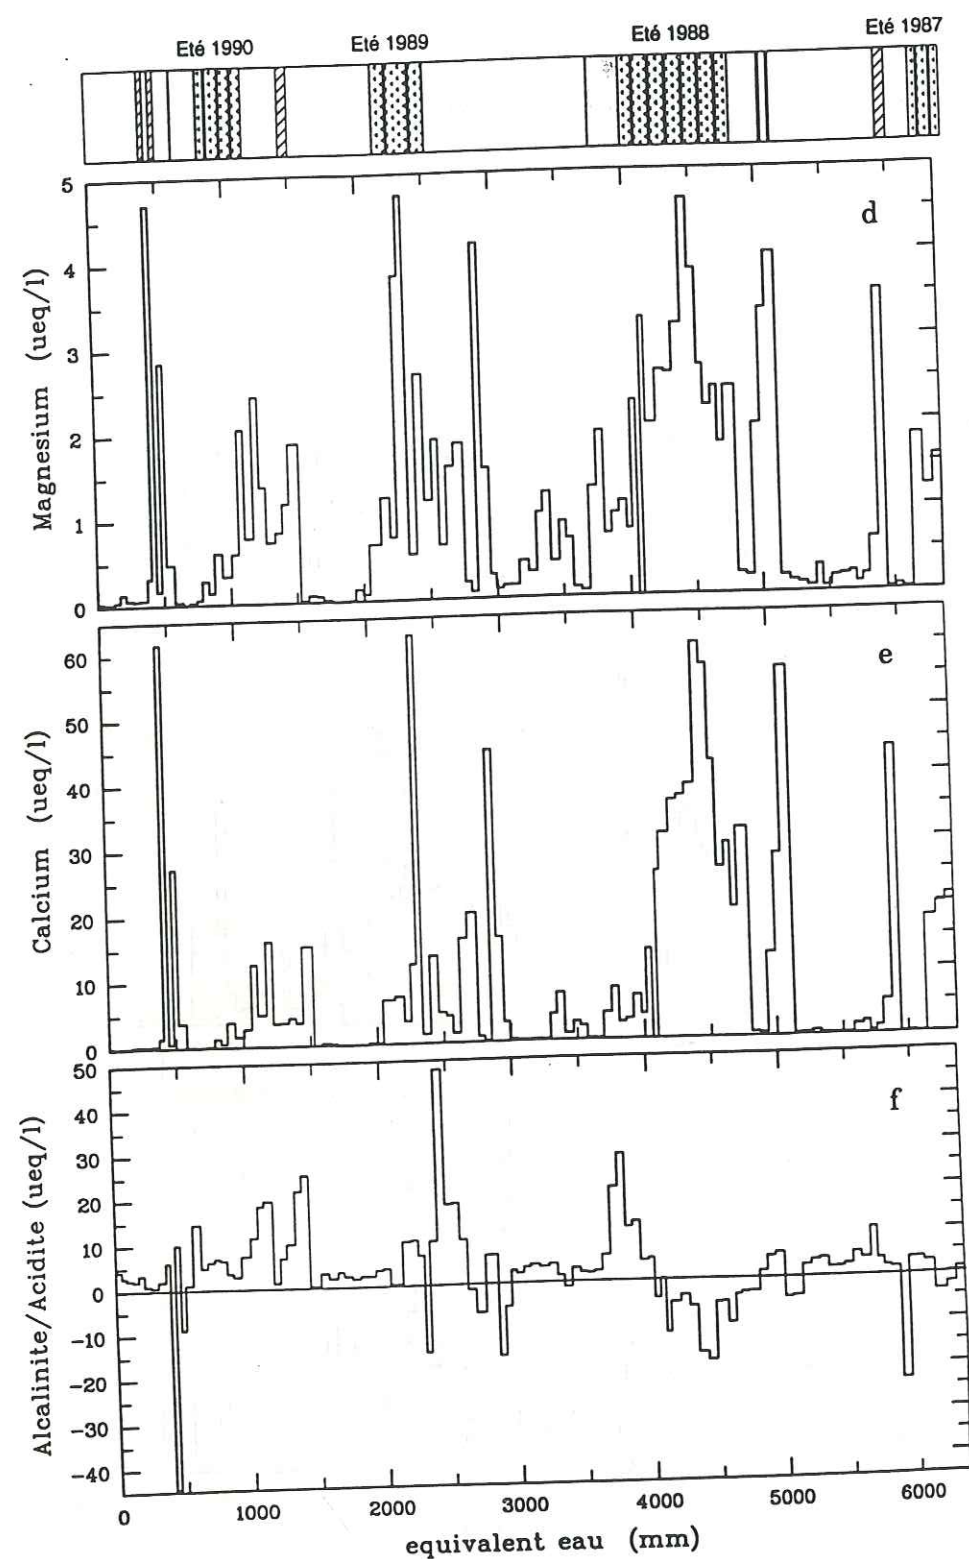 Eté 1990 Eté 1989 Eté 1988 Eté 1987
d
Magnesium (ueq/l)
5
4
3
2
1
0
e
Calcium (ueq/l)
60
50
40
30
20
10
0
f
Alcalinite/Acidite (ueq/l)
50
40
30
20
10
0
-10
-20
-30
-40
0 1000 2000 3000 4000 5000 6000
equivalent eau (mm)